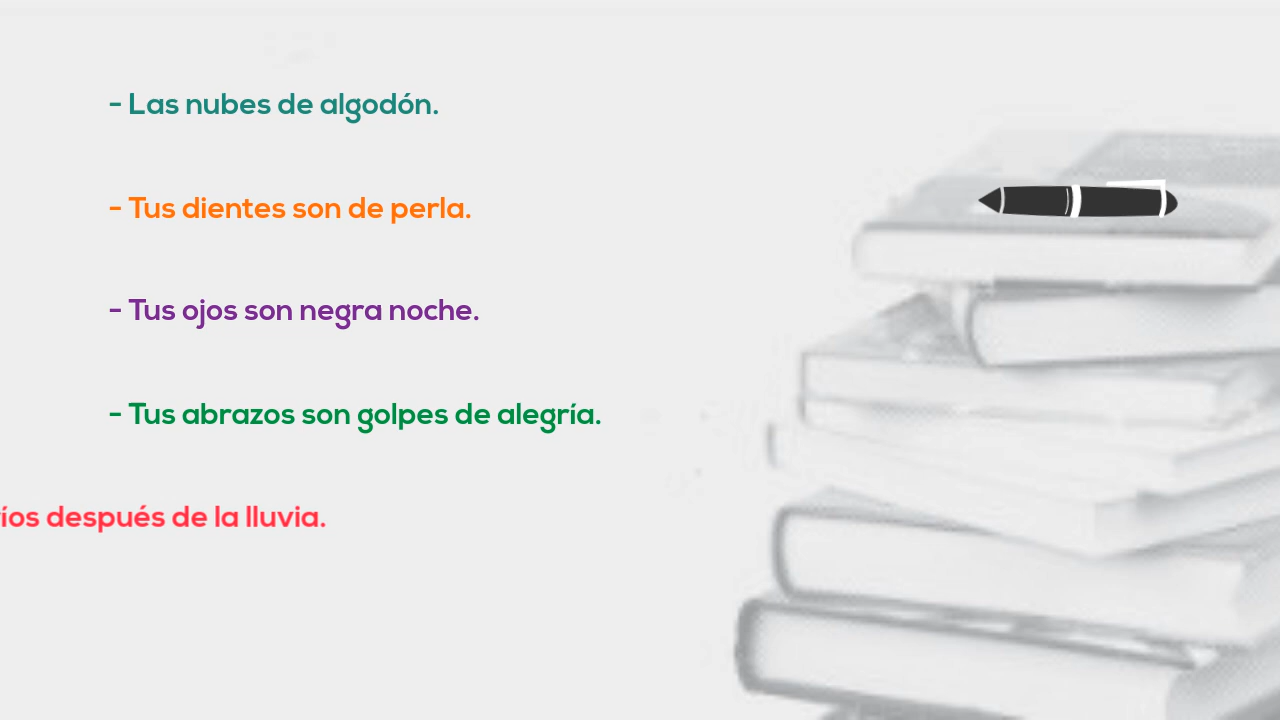 - Las nubes de algodón.
- Tus dientes son de perla.
- Tus ojos son negra noche.
- Tus abrazos son golpes de alegría.
después de la lluvia.